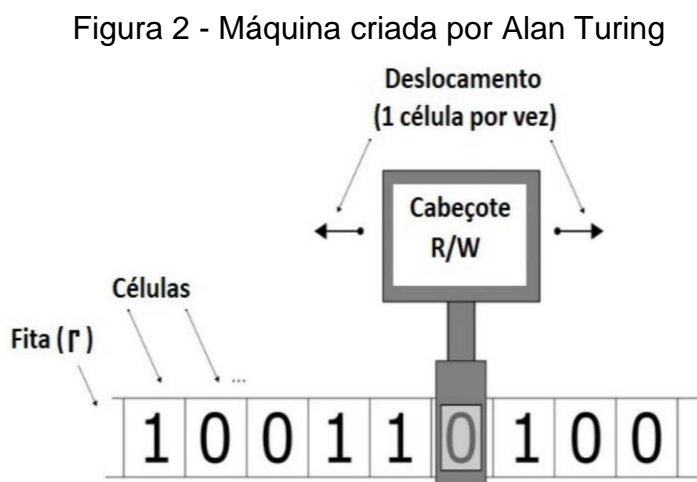 Figura 2 - Máquina criada por Alan Turing
Deslocamento
(1 célula por vez)
Cabeçote
R/W
Células
...
Fita (Γ)
1 0 0 1 1 0 1 0 0